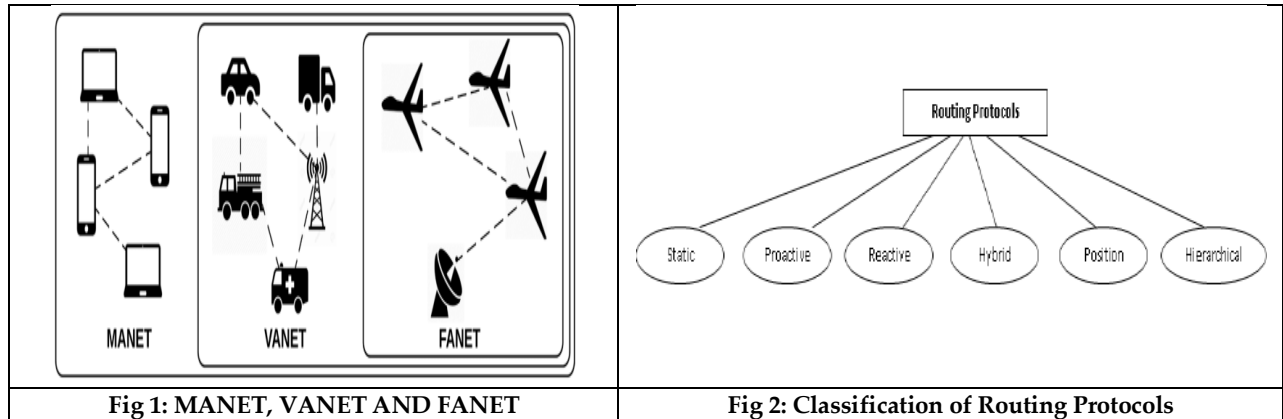 MANET
VANET
FANET
Fig 1: MANET, VANET AND FANET
Routing Protocols
Static
Proactive
Reactive
Hybrid
Position
Hierarchical
Fig 2: Classification of Routing Protocols